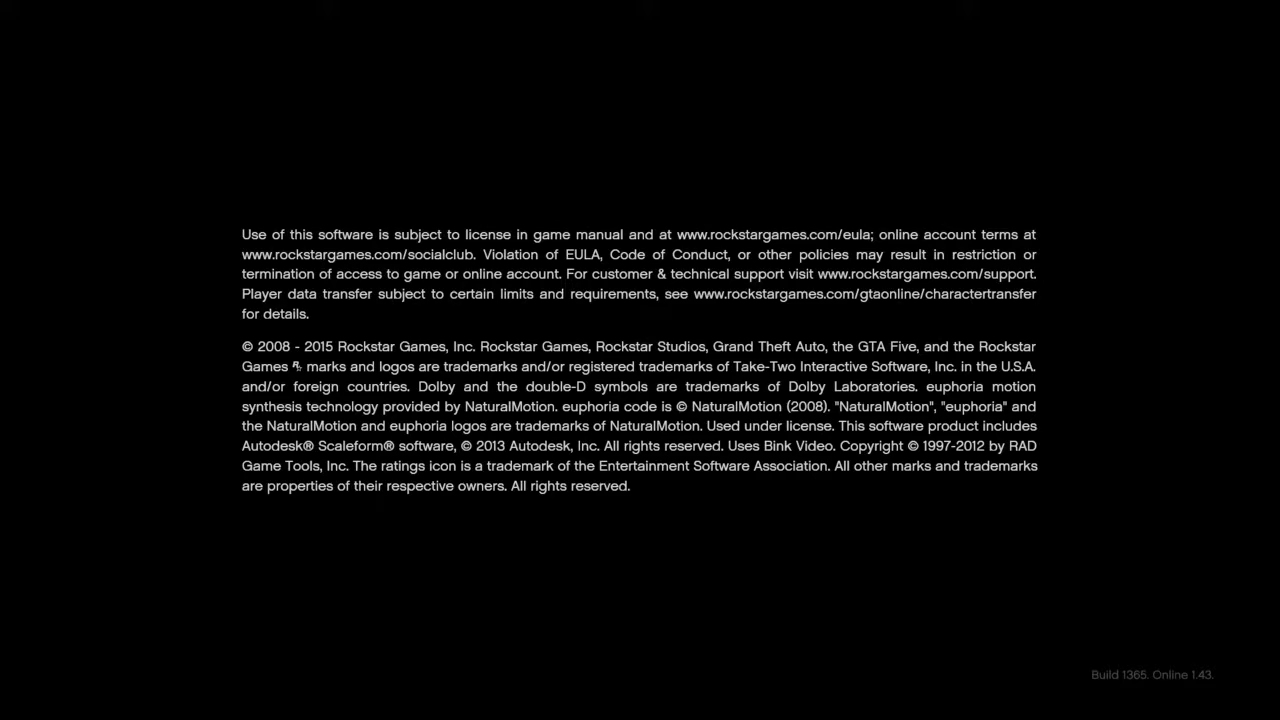 Use of this software is subject to license in game manual and at www.rockstargames.com/eula; online account terms at
www.rockstargames.com/socialclub. Violation of EULA, Code of Conduct, or other policies may result in restriction or
termination of access to game or online account. For customer & technical support visit www.rockstargames.com/support.
Player data transfer subject to certain limits and requirements, see www.rockstargames.com/gtaonline/charactertransfer
for details.
© 2008 - 2015 Rockstar Games, Inc. Rockstar Games, Rockstar Studios, Grand Theft Auto, the GTA Five, and the Rockstar
Games R* marks and logos are trademarks and/or registered trademarks of Take-Two Interactive Software, Inc. in the U.S.A.
and/or foreign countries. Dolby and the double-D symbols are trademarks of Dolby Laboratories. euphoria motion
synthesis technology provided by NaturalMotion. euphoria code is © NaturalMotion (2008). "NaturalMotion", "euphoria" and
the NaturalMotion and euphoria logos are trademarks of NaturalMotion. Used under license. This software product includes
Autodesk® Scaleform® software, © 2013 Autodesk, Inc. All rights reserved. Uses Bink Video. Copyright © 1997-2012 by RAD
Game Tools, Inc. The ratings icon is a trademark of the Entertainment Software Association. All other marks and trademarks
are properties of their respective owners. All rights reserved.
Build 1365. Online 1.43.